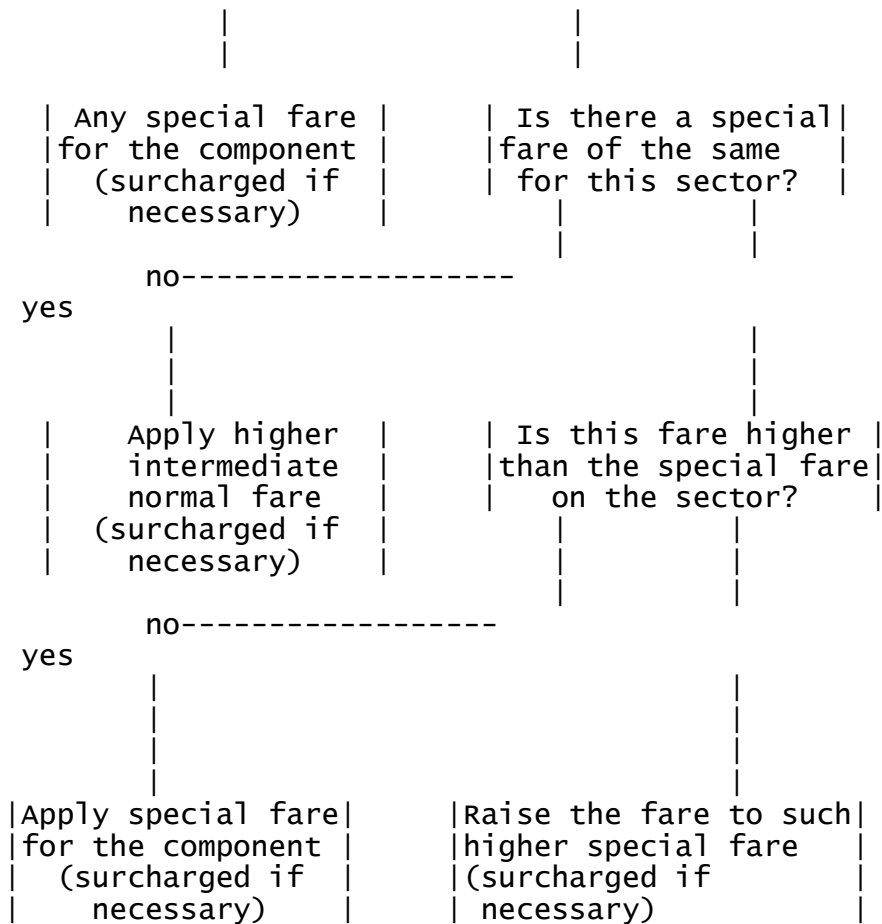 Any special fare
for the component
(surcharged if
necessary)
Is there a special
fare of the same
for this sector?
no-------------------
yes
Apply higher
intermediate
normal fare
(surcharged if
necessary)
Is this fare higher
than the special fare
on the sector?
no------------------
yes
Apply special fare
for the component
(surcharged if
necessary)
Raise the fare to such
higher special fare
(surcharged if
necessary)